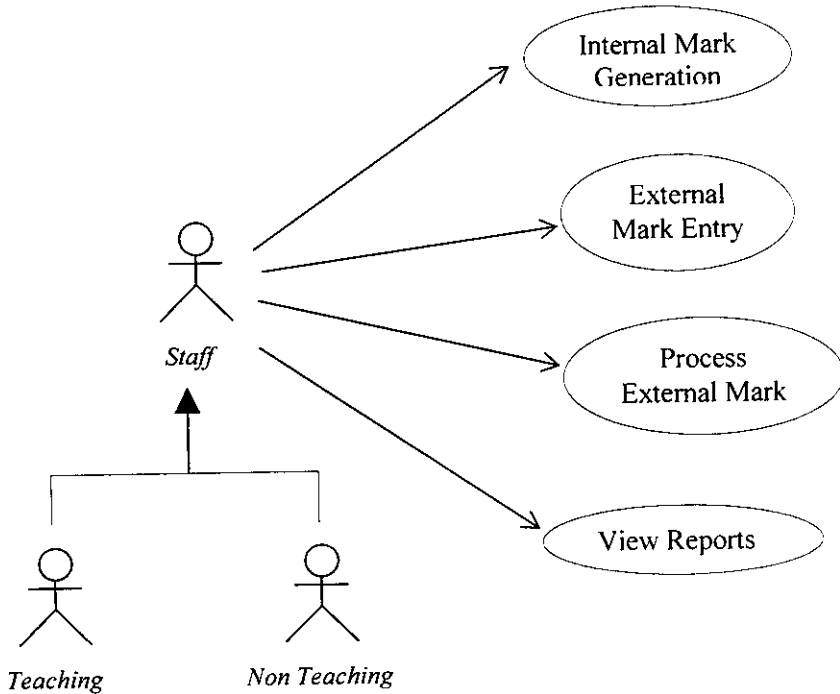 Internal Mark
Generation
External
Mark Entry
Staff
Process
External Mark
View Reports
Teaching
Non Teaching